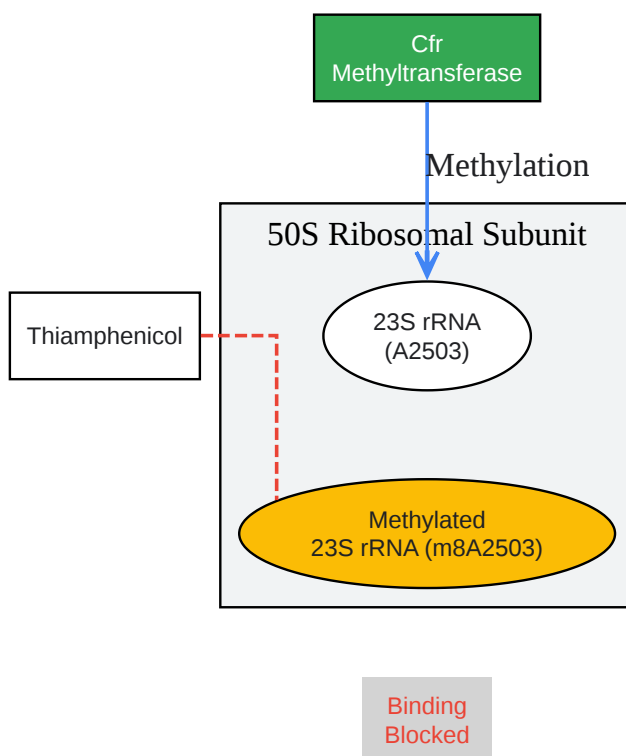 Cfr
Methyltransferase
Methylation
50S Ribosomal Subunit
23S rRNA
(A2503)
Thiamphenicol
Methylated
23S rRNA (m8A2503)
Binding
Blocked